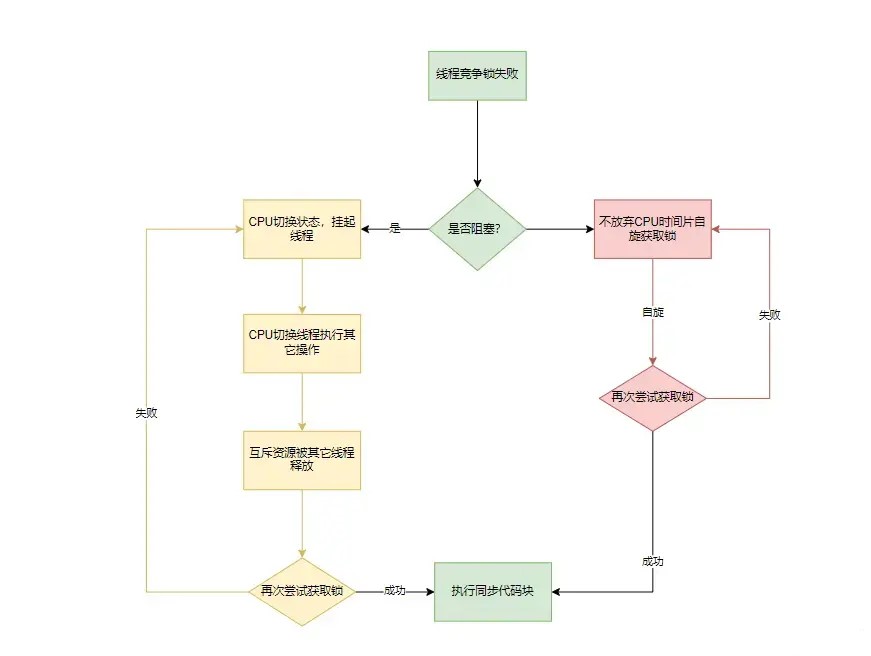 线程竞争锁失败
CPU切换状态，挂起
线程
是
是否阻塞？
不放弃CPU时间片自
旋获取锁
自旋
失败
CPU切换线程执行其
它操作
再次尝试获取锁
失败
互斥资源被其它线程
释放
成功
再次尝试获取锁
成功
执行同步代码块